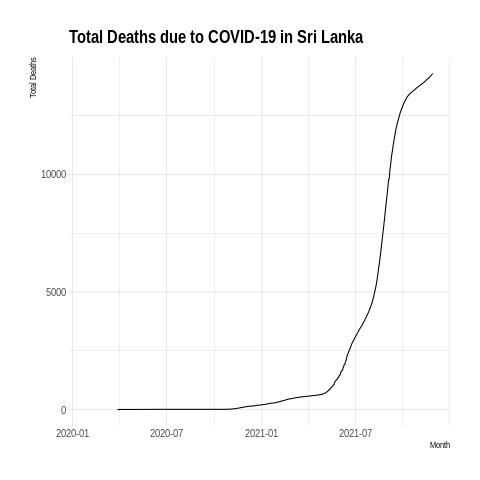 Total Deaths due to COVID-19 in Sri Lanka
Total Deaths
10000
5000
0
2020-01 2020-07 2021-01 2021-07
Month